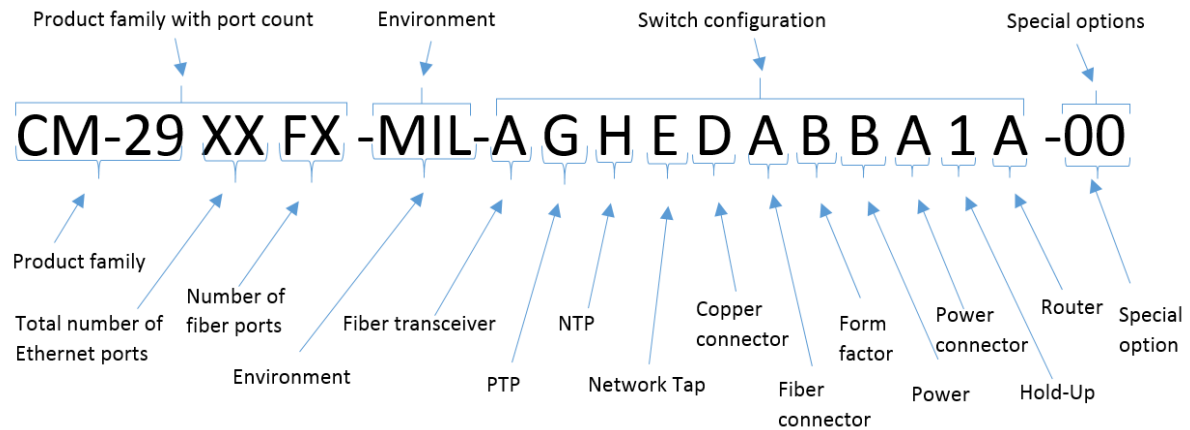 Product family with port count
Environment
Switch configuration
Special options
CM-29 XX FX -MIL-A G H E D A B B A 1 A -00
Product family
Total number of
Ethernet ports
Number of
fiber ports
Environment
Fiber transceiver
PTP
NTP
Network Tap
Copper
connector
Fiber
connector
Form
factor
Power
Power
connector
Hold-Up
Router
Special
option